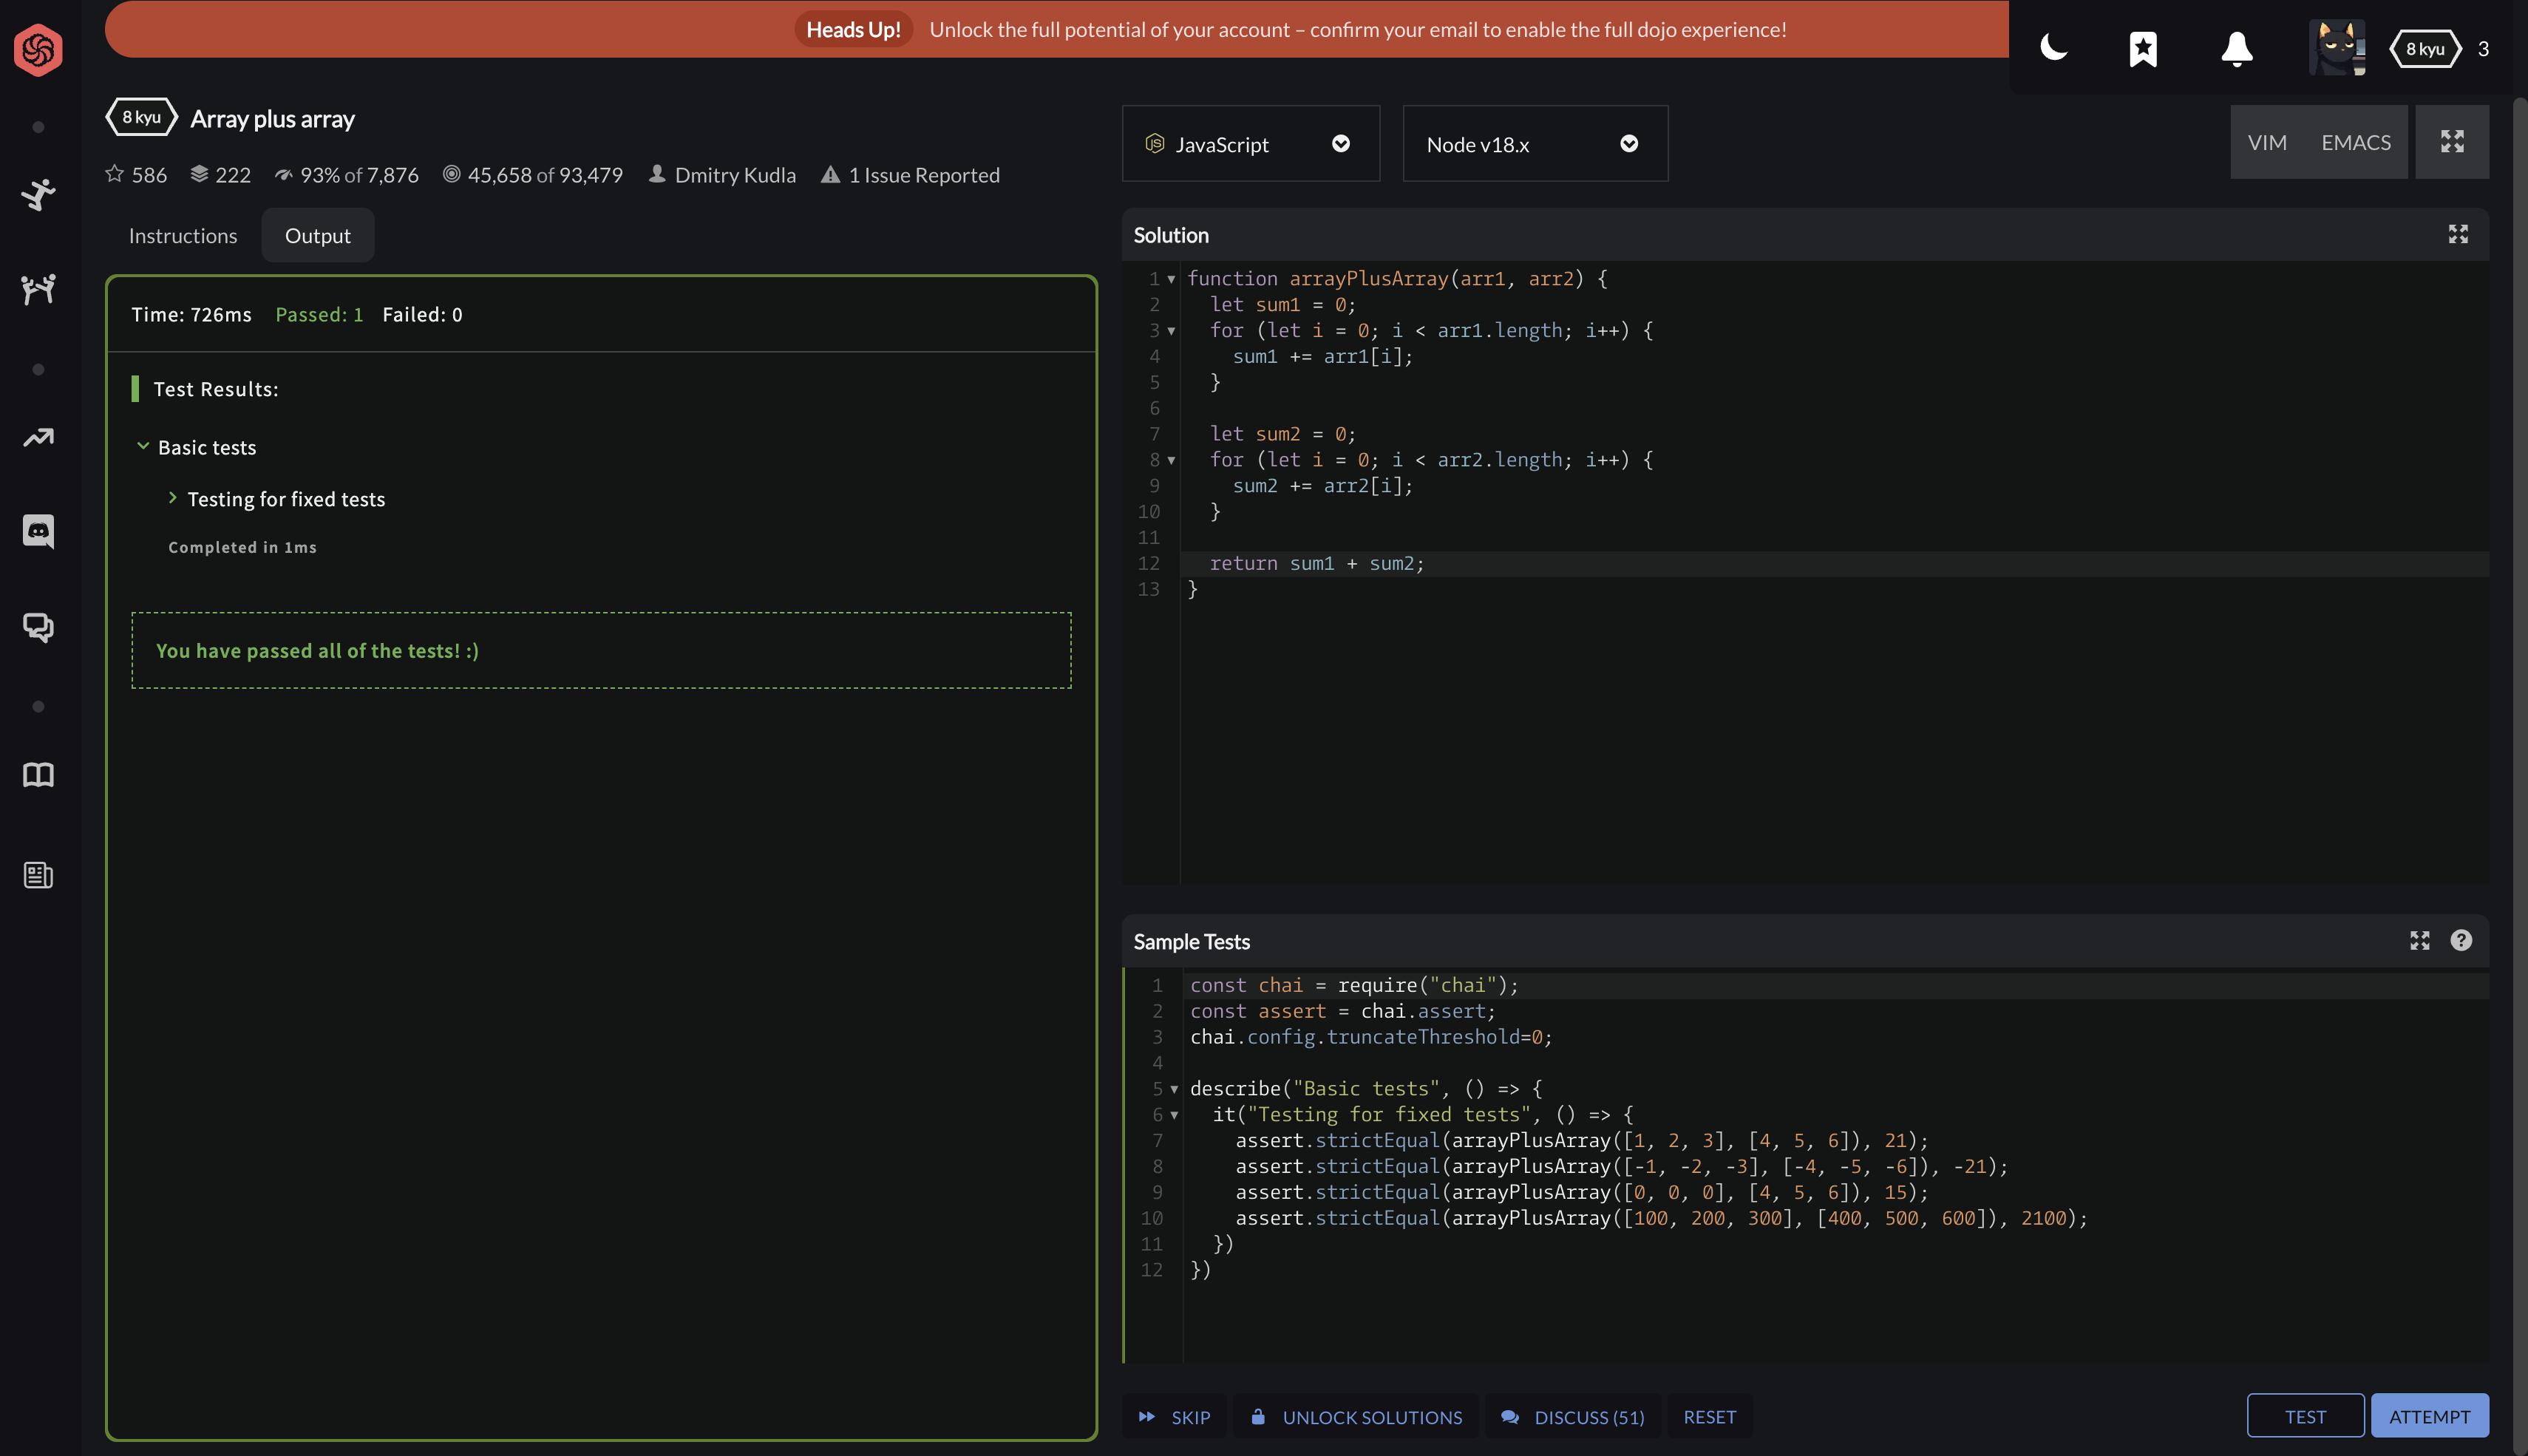 Heads Up! Unlock the full potential of your account – confirm your email to enable the full dojo experience!
8 kyu 3
8 kyu Array plus array
586 222 93% of 7,876 45,658 of 93,479 Dmitry Kudla 1 Issue Reported
JavaScript
Node v18.x
VIM EMACS
Instructions Output
Time: 726ms Passed: 1 Failed: 0
Test Results:
Basic tests
Testing for fixed tests
Completed in 1ms
You have passed all of the tests! :)
Solution
1 function arrayPlusArray(arr1, arr2) {
2   let sum1 = 0;
3   for (let i = 0; i < arr1.length; i++) {
4     sum1 += arr1[i];
5   }
6
7   let sum2 = 0;
8   for (let i = 0; i < arr2.length; i++) {
9     sum2 += arr2[i];
10   }
11
12   return sum1 + sum2;
13 }
Sample Tests
1 const chai = require("chai");
2 const assert = chai.assert;
3 chai.config.truncateThreshold=0;
4
5 describe("Basic tests", () => {
6   it("Testing for fixed tests", () => {
7     assert.strictEqual(arrayPlusArray([1, 2, 3], [4, 5, 6]), 21);
8     assert.strictEqual(arrayPlusArray([-1, -2, -3], [-4, -5, -6]), -21);
9     assert.strictEqual(arrayPlusArray([0, 0, 0], [4, 5, 6]), 15);
10     assert.strictEqual(arrayPlusArray([100, 200, 300], [400, 500, 600]), 2100);
11   })
12 })
SKIP UNLOCK SOLUTIONS DISCUSS (51) RESET TEST ATTEMPT